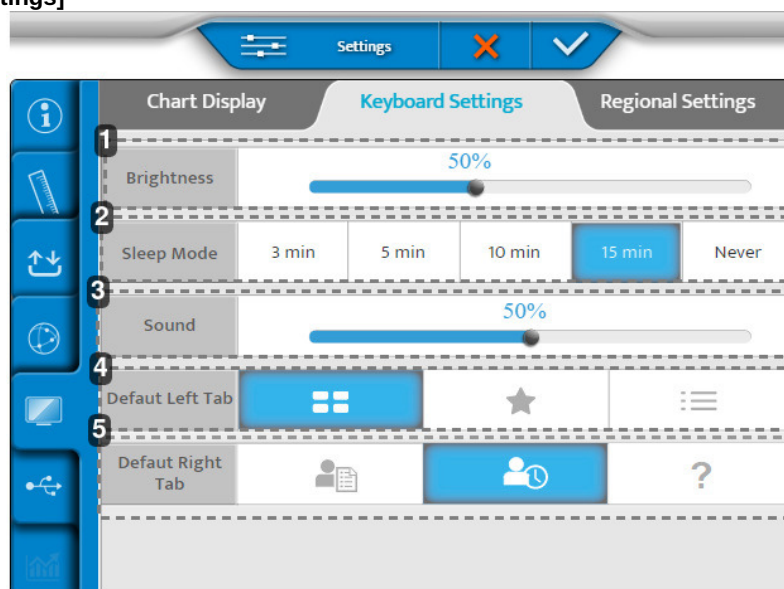 tings]
Settings
Chart Display Keyboard Settings Regional Settings
1
Brightness 50%
2
Sleep Mode 3 min 5 min 10 min 15 min Never
3
Sound 50%
4
Defaut Left Tab
5
Defaut Right
Tab ?